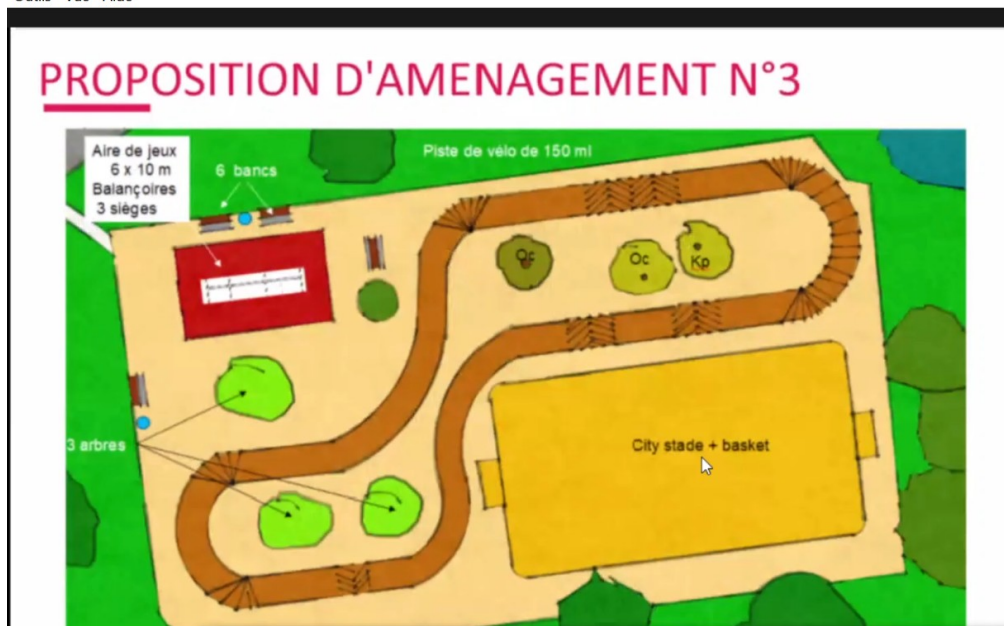 PROPOSITION D'AMENAGEMENT N°3
Aire de jeux
6 x 10 m
Balançoires
3 sièges
6 bancs
Piste de vélo de 150 ml
Oc
Oc
Kp
3 arbres
City stade + basket